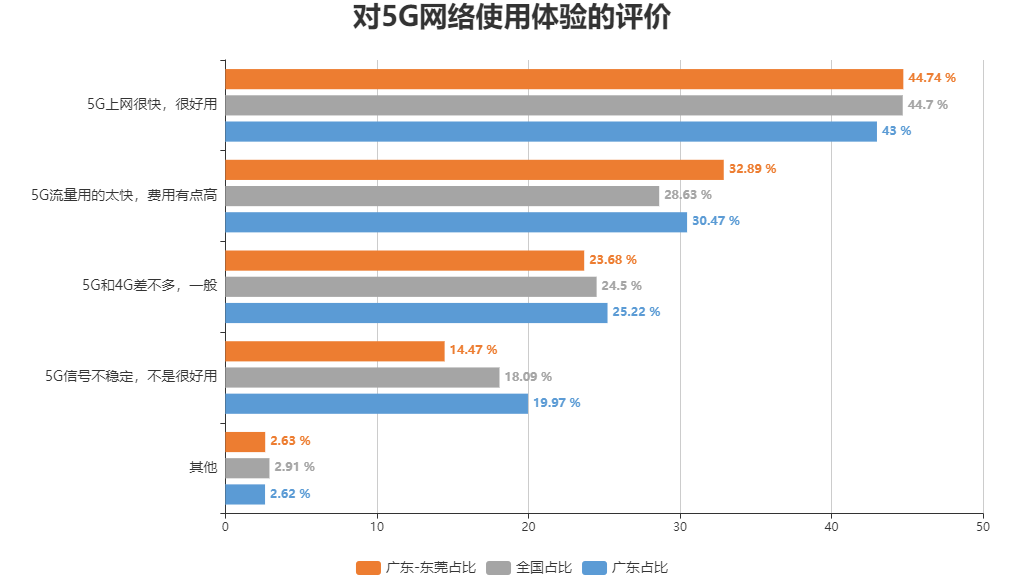 对5G网络使用体验的评价
5G上网很快，很好用
44.74 %
44.7 %
43 %
5G流量用的太快，费用有点高
32.89 %
28.63 %
30.47 %
5G和4G差不多，一般
23.68 %
24.5 %
25.22 %
5G信号不稳定，不是很好用
14.47 %
18.09 %
19.97 %
其他
2.63 %
2.91 %
2.62 %
0 10 20 30 40 50
广东-东莞占比 全国占比 广东占比